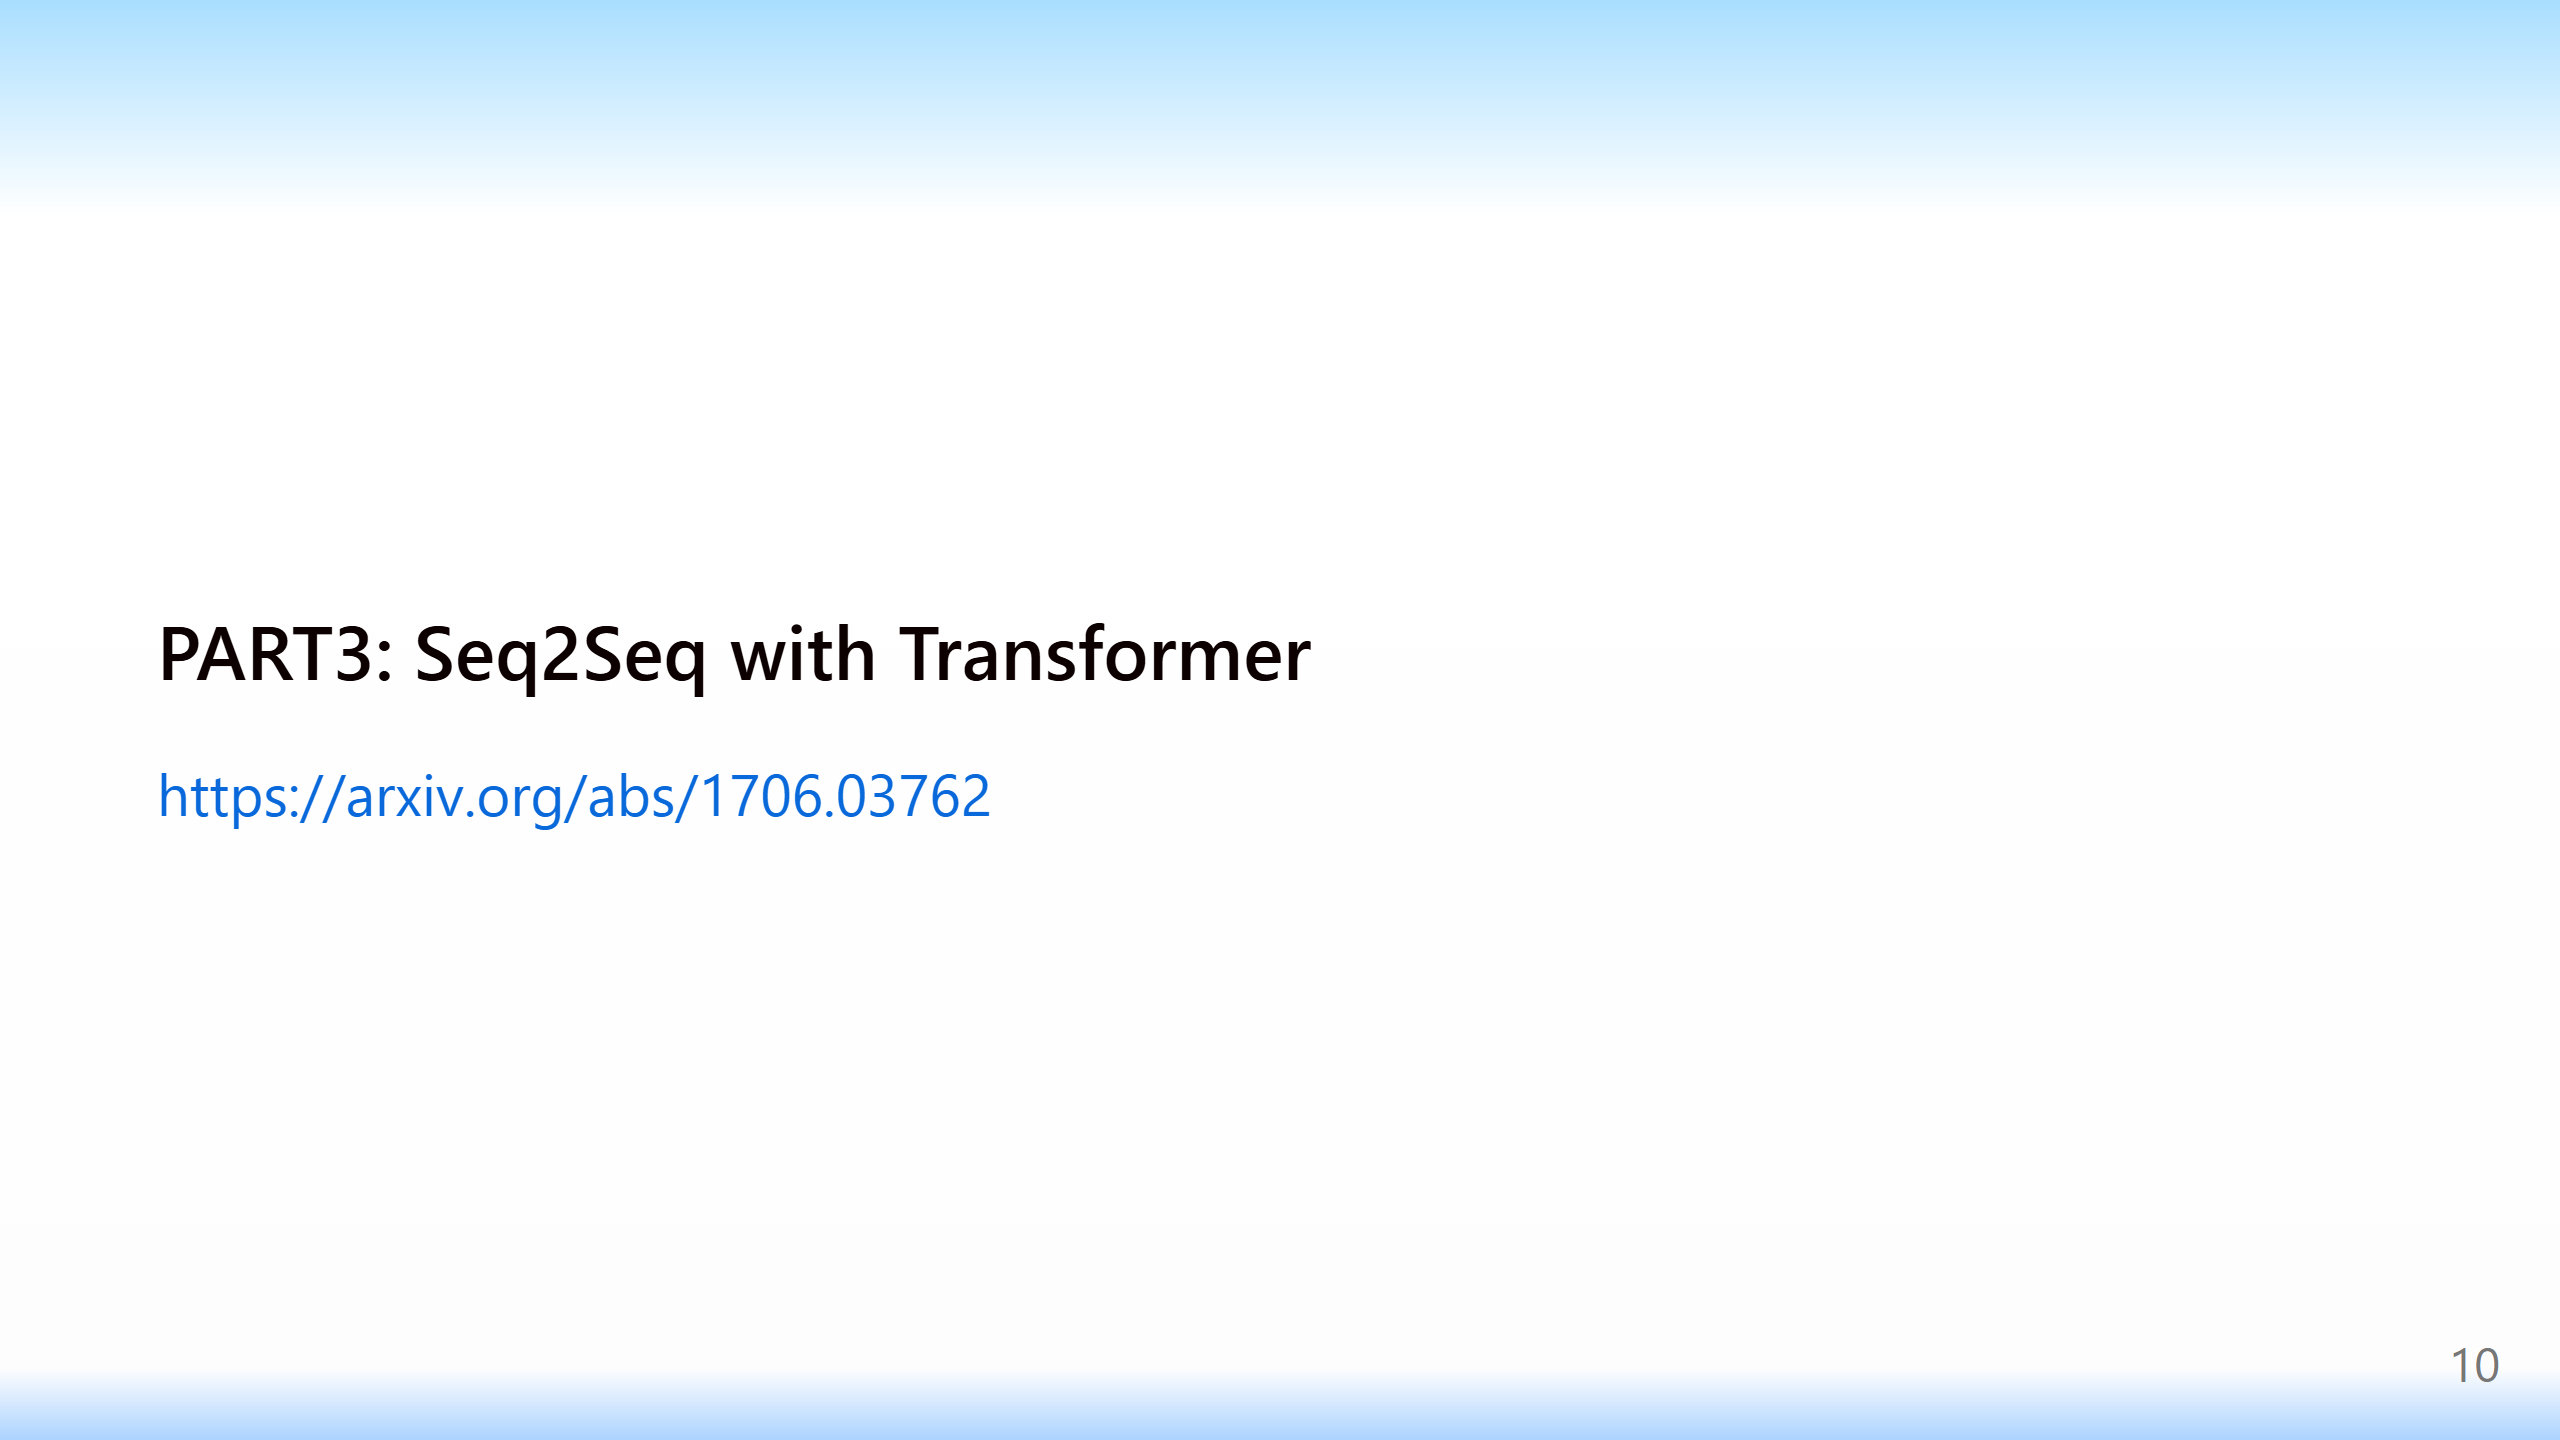 PART3: Seq2Seq with Transformer
https://arxiv.org/abs/1706.03762
10